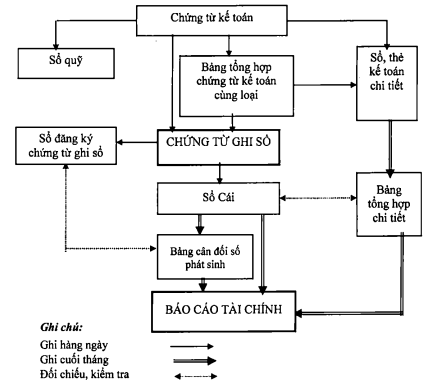 Chứng từ kế toán
Sổ quỹ
Bảng tổng hợp
chứng từ kế toán
cùng loại
Sổ, thẻ
kế toán
chi tiết
Sổ đăng ký
chứng từ ghi sổ
CHỨNG TỪ GHI SỔ
Sổ Cái
Bảng
tổng hợp
chi tiết
Bảng cân đối số
phát sinh
BÁO CÁO TÀI CHÍNH
Ghi chú:
Ghi hàng ngày
Ghi cuối tháng
Đối chiếu, kiểm tra